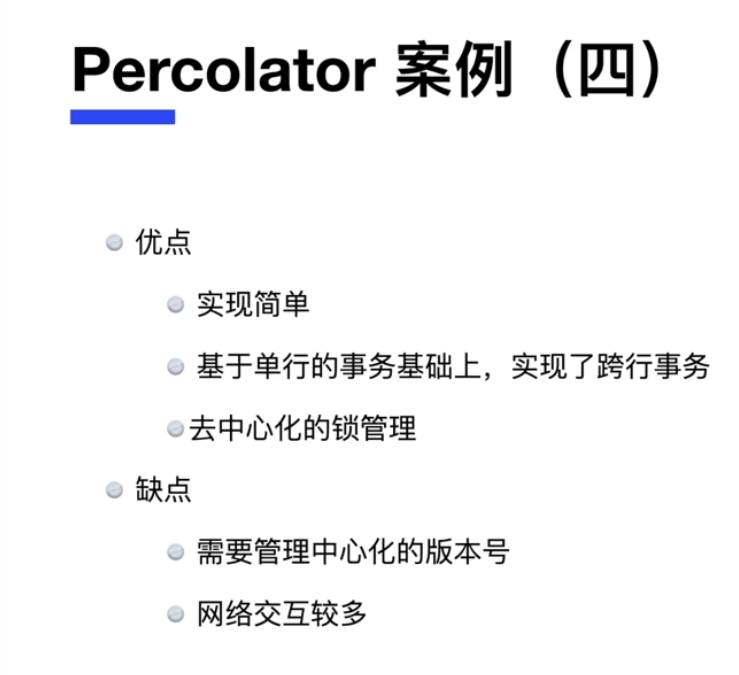 Percolator 案例（四）
优点
实现简单
基于单行的事务基础上，实现了跨行事务
去中心化的锁管理
缺点
需要管理中心化的版本号
网络交互较多